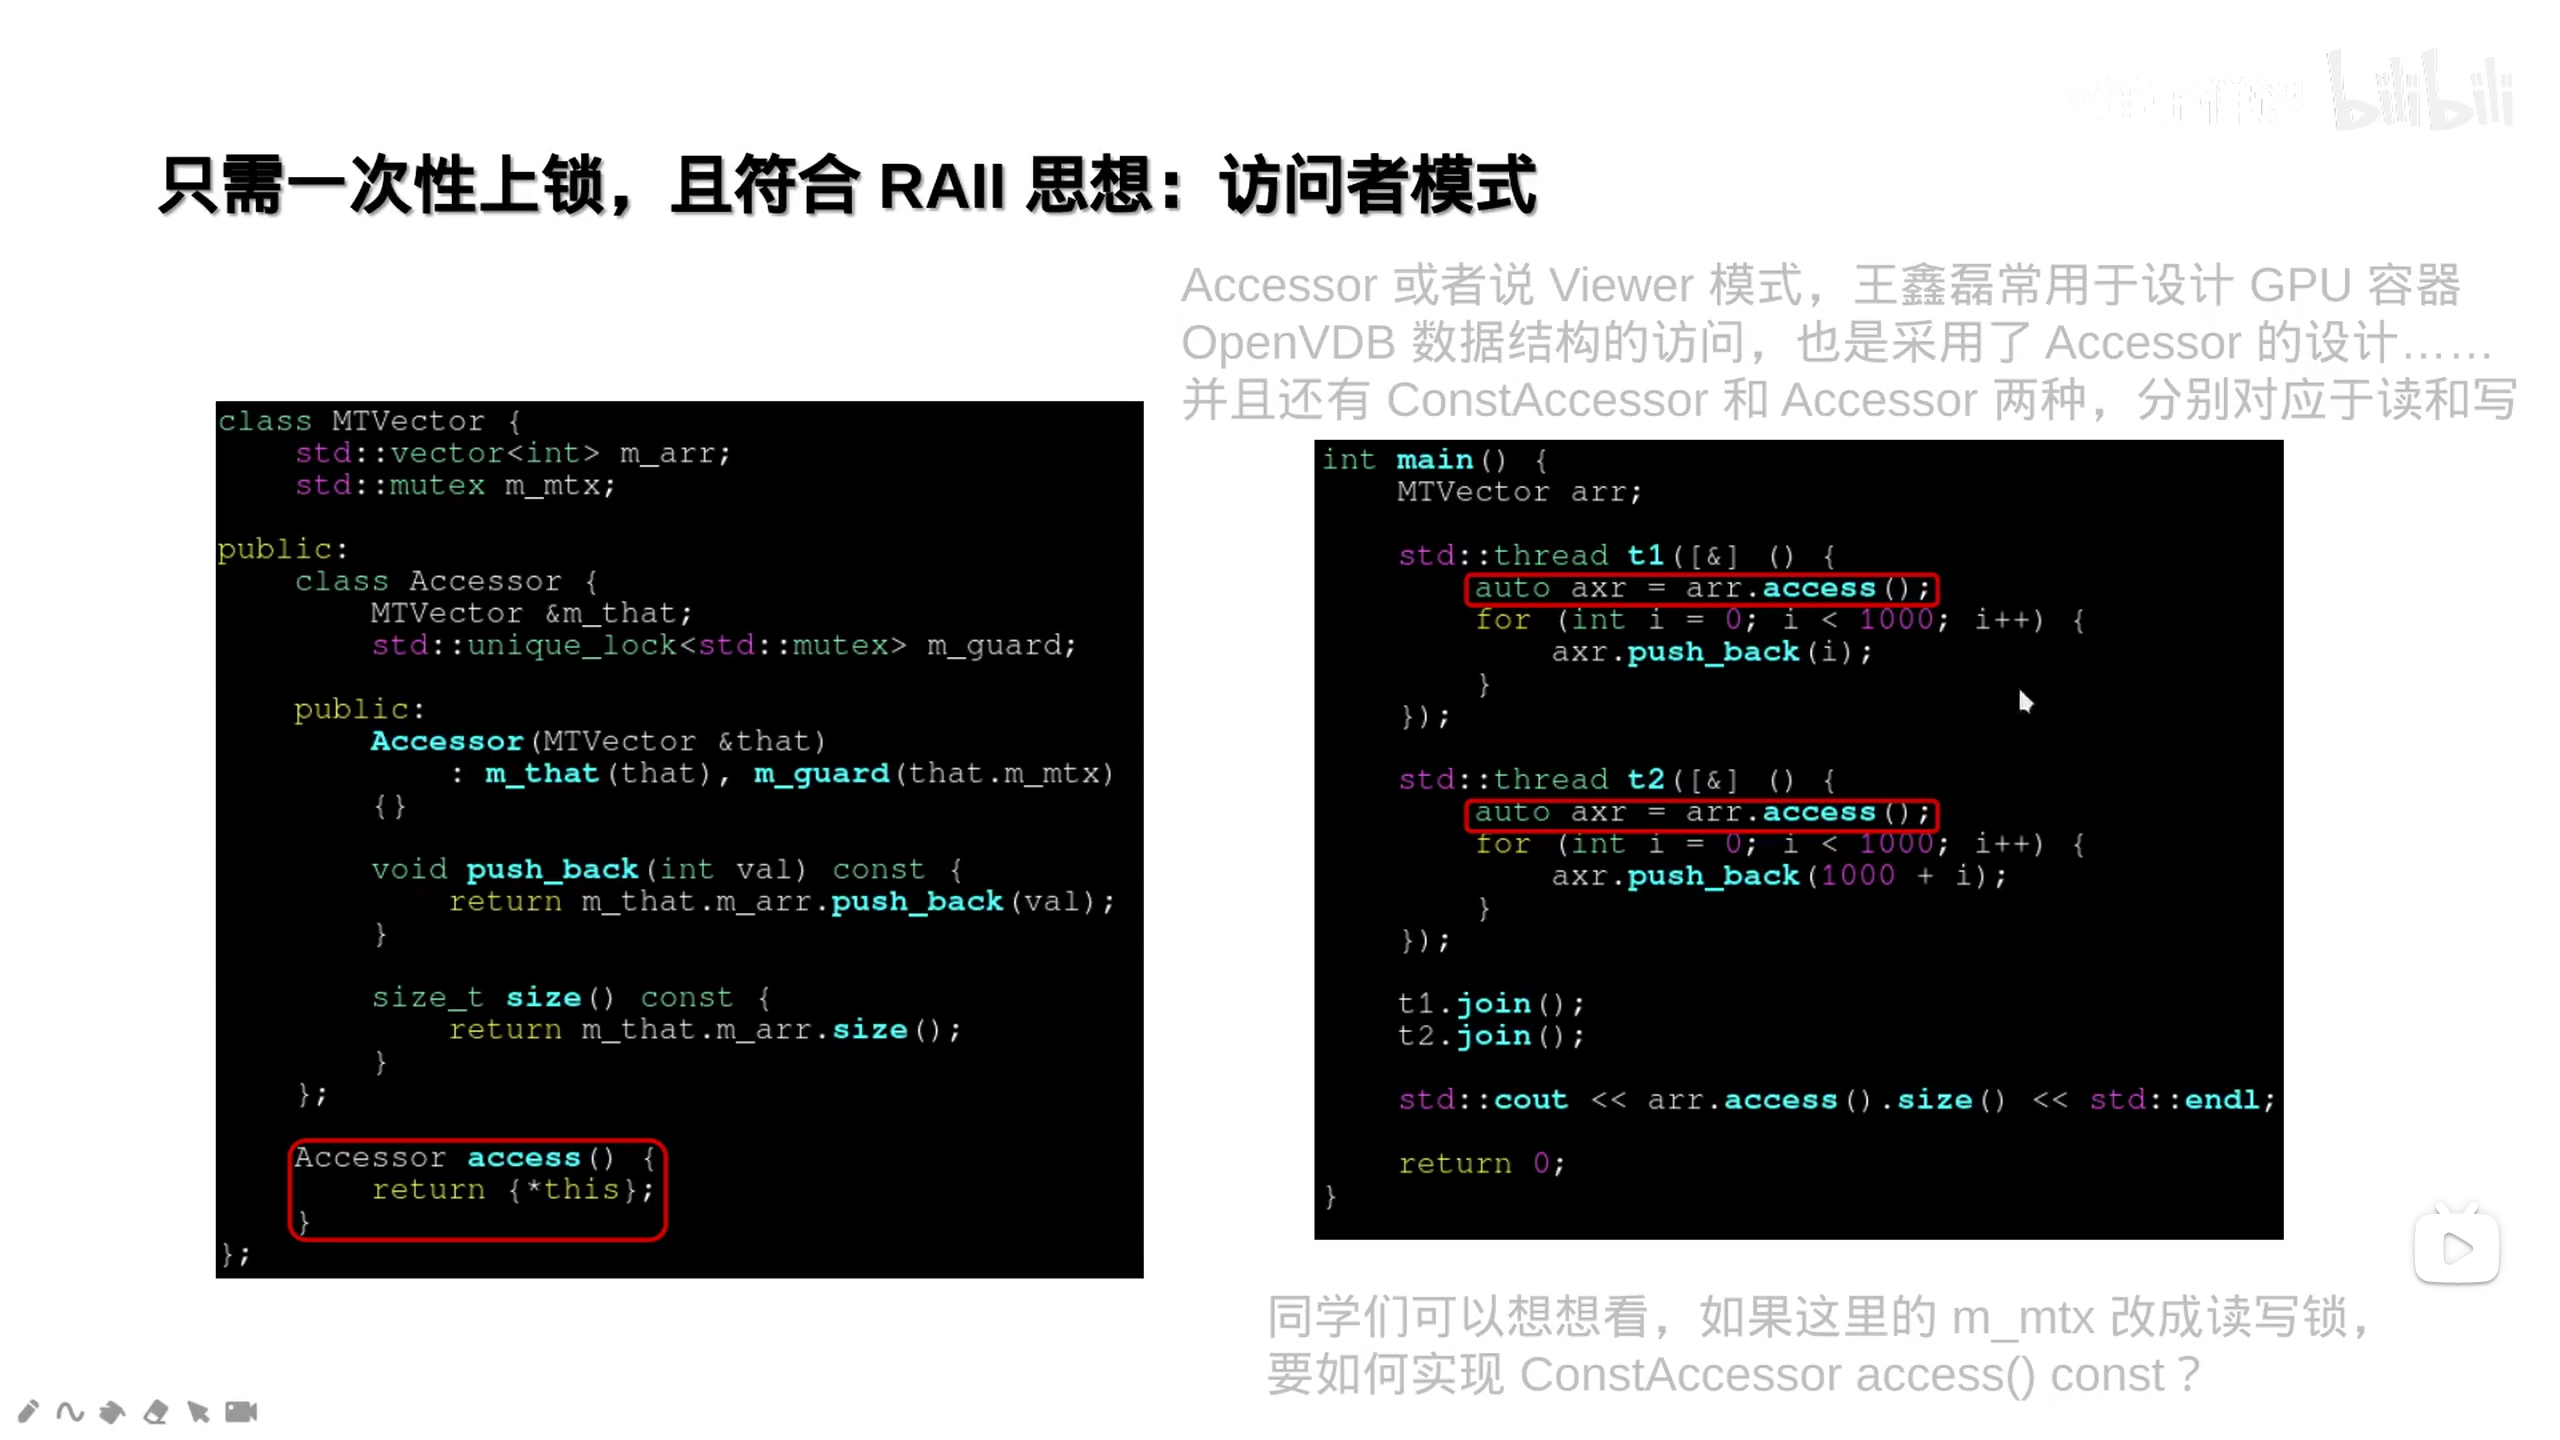 bilibili
只需一次性上锁，且符合 RAII 思想：访问者模式
Accessor 或者说 Viewer 模式，王鑫磊常用于设计 GPU 容器
OpenVDB 数据结构的访问，也是采用了 Accessor 的设计……
并且还有 ConstAccessor 和 Accessor 两种，分别对应于读和写
class MTVector {
    std::vector<int> m_arr;
    std::mutex m_mtx;
public:
    class Accessor {
        MTVector &m_that;
        std::unique_lock<std::mutex> m_guard;
    public:
        Accessor(MTVector &that)
            : m_that(that), m_guard(that.m_mtx)
        {}
        void push_back(int val) const {
            return m_that.m_arr.push_back(val);
        }
        size_t size() const {
            return m_that.m_arr.size();
        }
    };
    Accessor access() {
        return {*this};
    }
};
int main() {
    MTVector arr;
    std::thread t1([&] () {
        auto axr = arr.access();
        for (int i = 0; i < 1000; i++) {
            axr.push_back(i);
        }
    });
    std::thread t2([&] () {
        auto axr = arr.access();
        for (int i = 0; i < 1000; i++) {
            axr.push_back(1000 + i);
        }
    });
    t1.join();
    t2.join();
    std::cout << arr.access().size() << std::endl;
    return 0;
}
同学们可以想想看，如果这里的 m_mtx 改成读写锁，
要如何实现 ConstAccessor access() const？